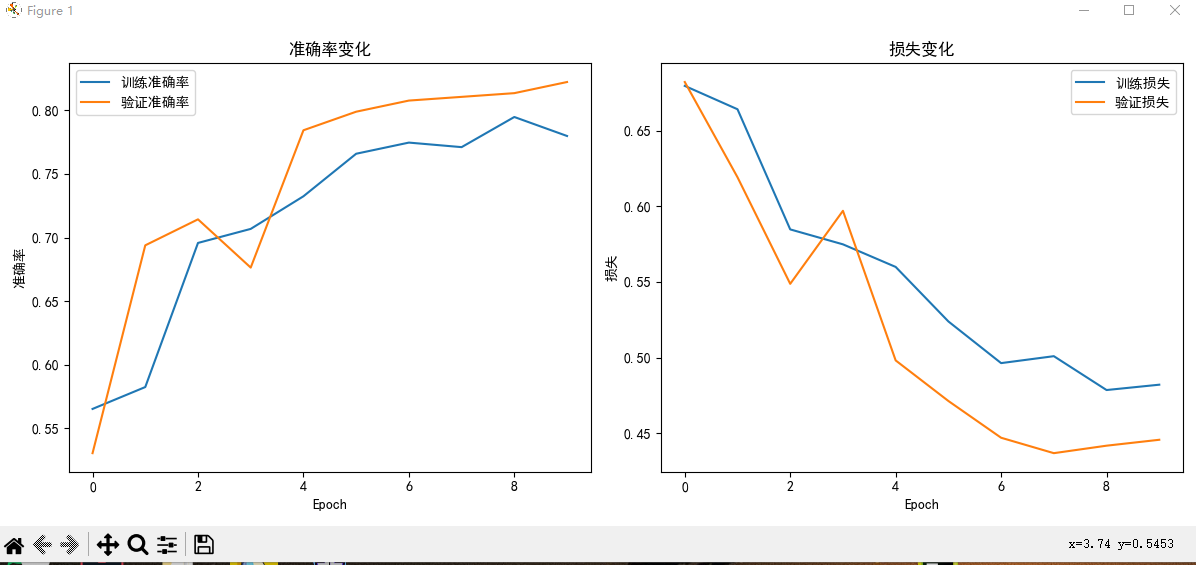 Figure 1
准确率变化
训练准确率
验证准确率
准确率
0.80
0.75
0.70
0.65
0.60
0.55
0 2 4 6 8
Epoch
损失变化
训练损失
验证损失
损失
0.65
0.60
0.55
0.50
0.45
0 2 4 6 8
Epoch
x=3.74 y=0.5453